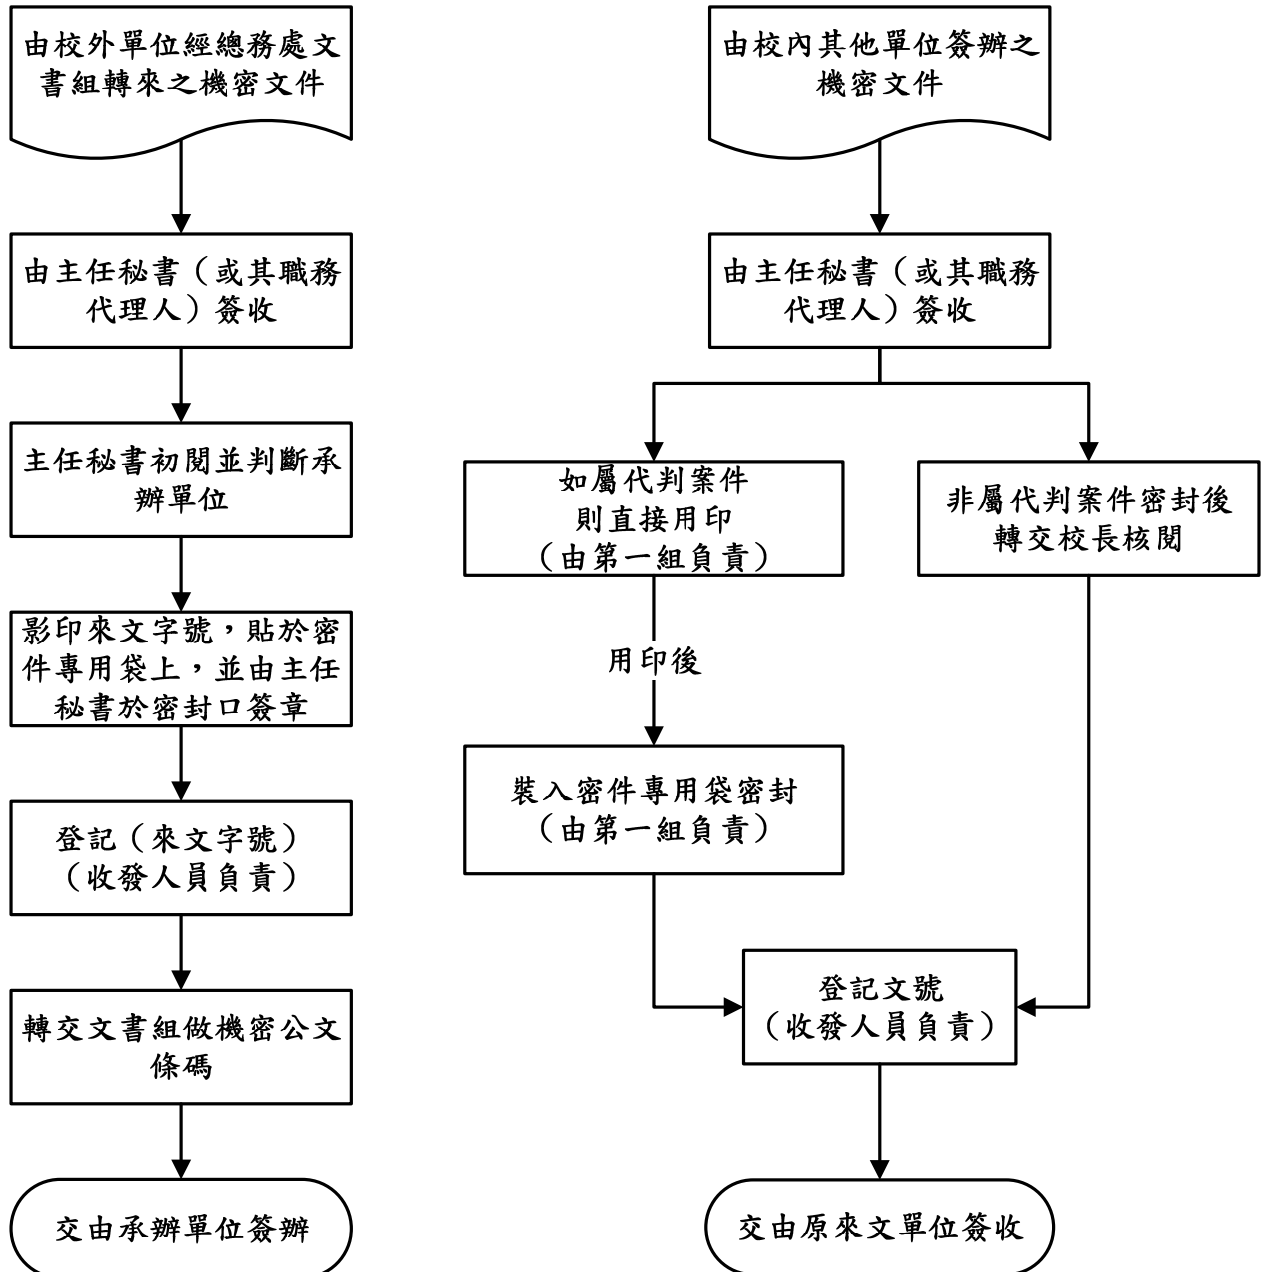 由校外單位經總務處文
書組轉來之機密文件
由主任秘書（或其職務
代理人）簽收
主任秘書初閱並判斷承
辦單位
影印來文字號，貼於密
件專用袋上，並由主任
秘書於密封口簽章
登記（來文字號）
（收發人員負責）
轉交文書組做機密公文
條碼
交由承辦單位簽辦
由校內其他單位簽辦之
機密文件
由主任秘書（或其職務
代理人）簽收
如屬代判案件
則直接用印
（由第一組負責）
用印後
裝入密件專用袋密封
（由第一組負責）
非屬代判案件密封後
轉交校長核閱
登記文號
（收發人員負責）
交由原來文單位簽收